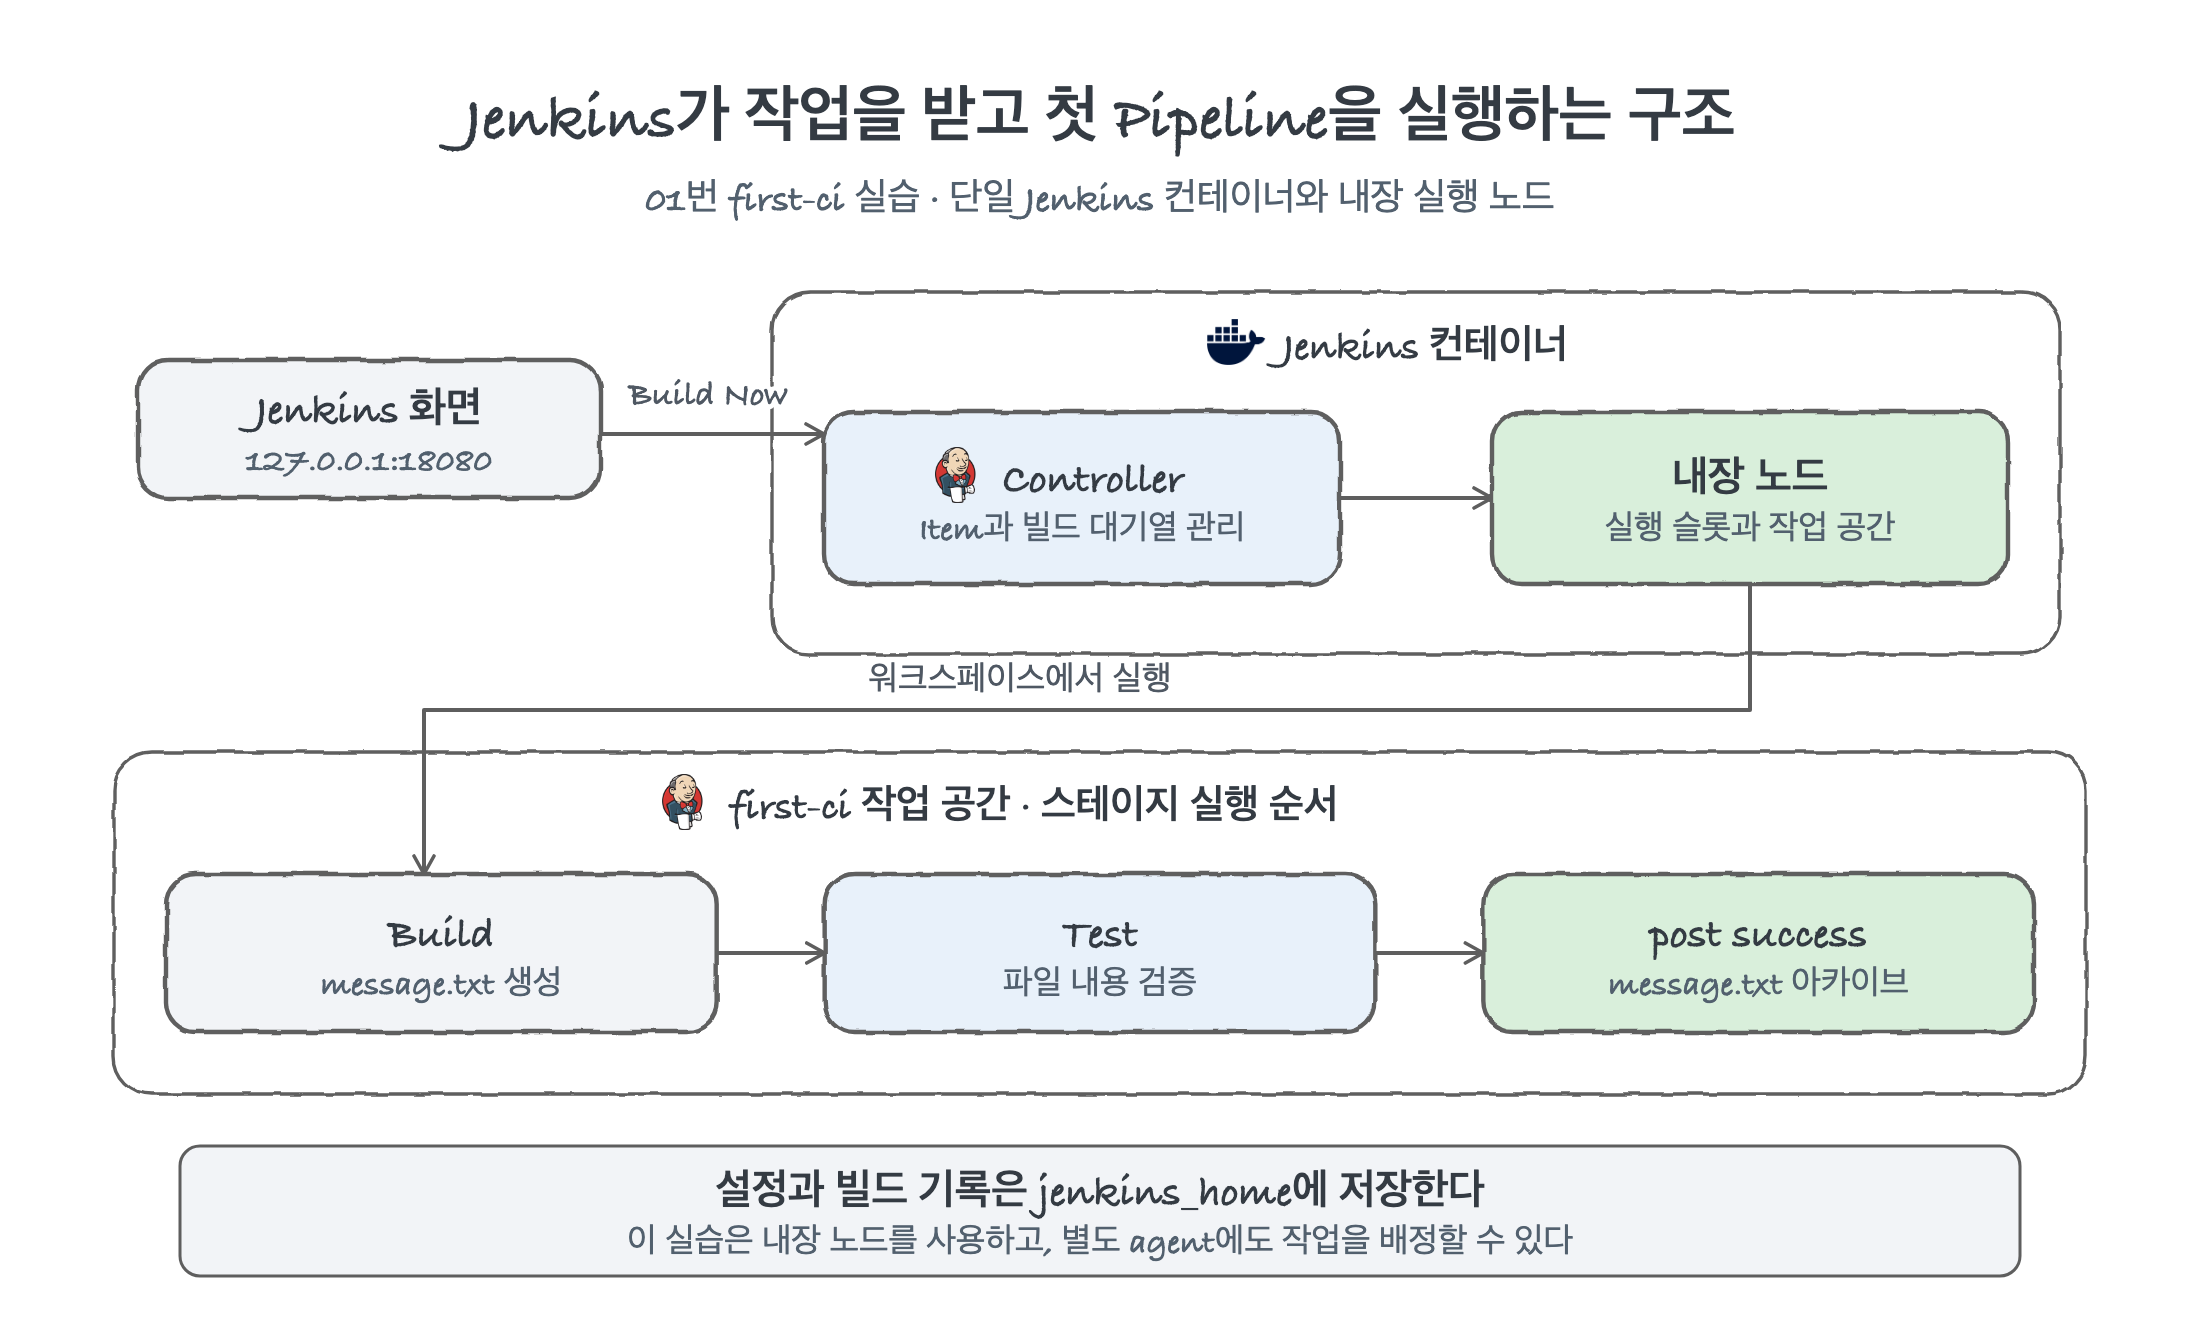 Jenkins가 작업을 받고 첫 Pipeline을 실행하는 구조
01번 first-ci 실습 · 단일 Jenkins 컨테이너와 내장 실행 노드
Jenkins 컨테이너
Jenkins 화면
127.0.0.1:18080
Build Now
Controller
Item과 빌드 대기열 관리
내장 노드
실행 슬롯과 작업 공간
워크스페이스에서 실행
first-ci 작업 공간 · 스테이지 실행 순서
Build
message.txt 생성
Test
파일 내용 검증
post success
message.txt 아카이브
설정과 빌드 기록은 jenkins_home에 저장한다
이 실습은 내장 노드를 사용하고, 별도 agent에도 작업을 배정할 수 있다